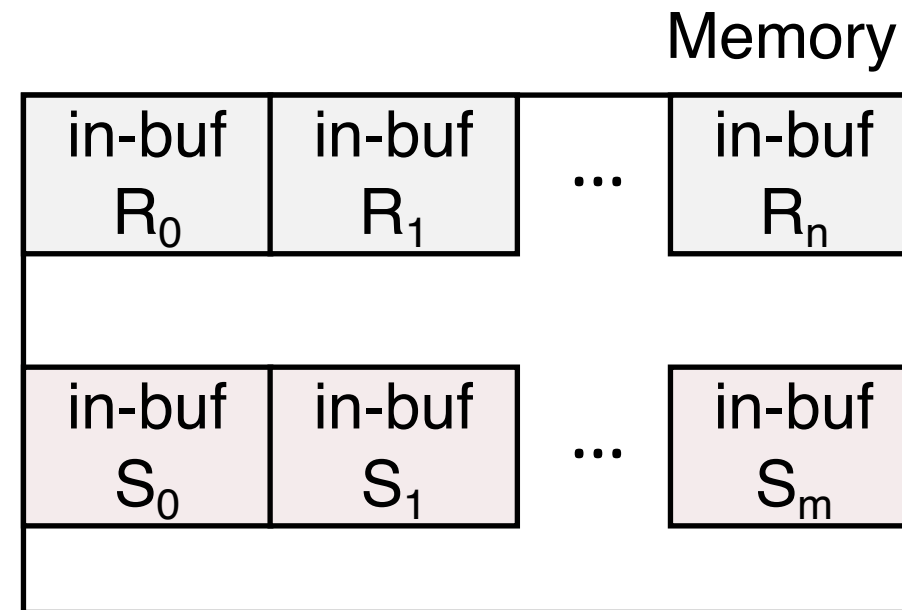 Memory
in-buf in-buf ... in-buf
R₀ R₁ Rₙ
in-buf in-buf ... in-buf
S₀ S₁ Sₘ